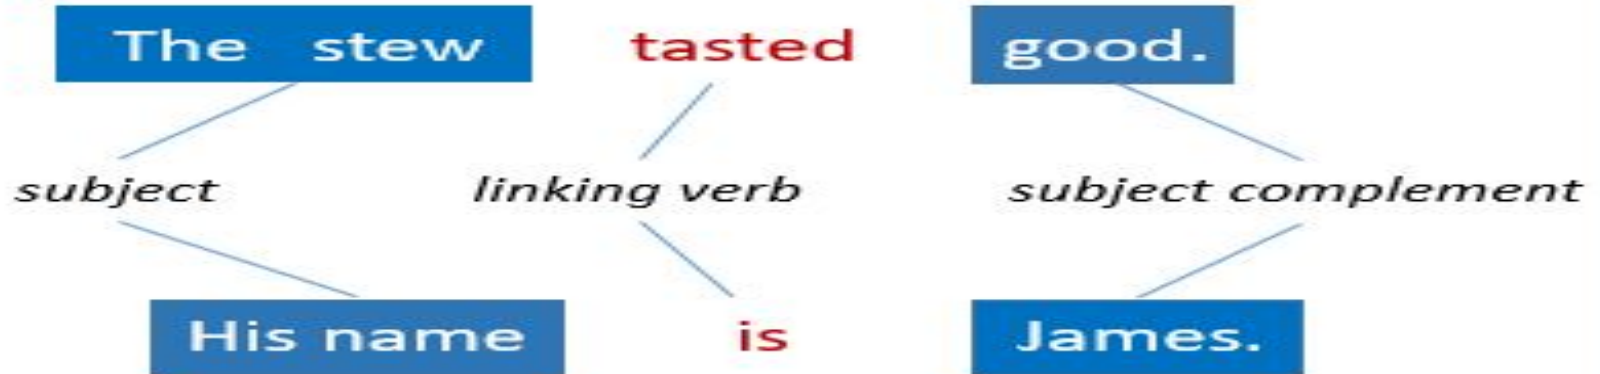 The stew tasted good.
subject linking verb subject complement
His name is James.